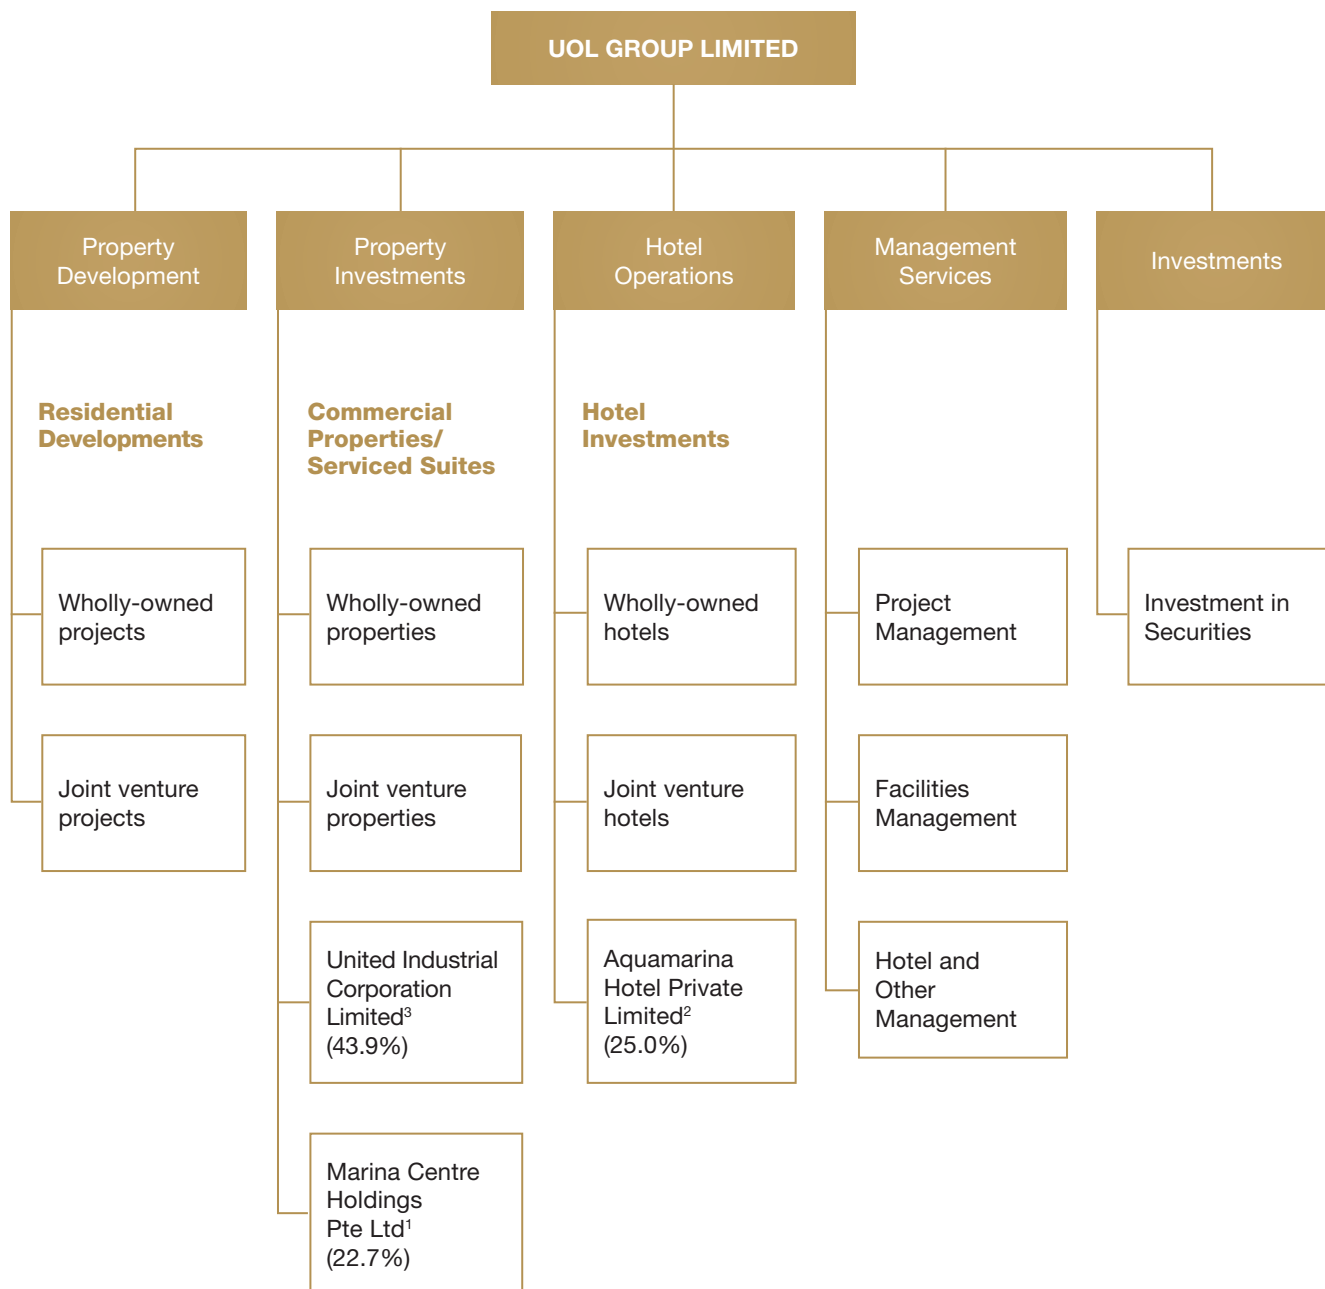 UOL GROUP LIMITED
Property
Development
Property
Investments
Hotel
Operations
Management
Services
Investments
Residential
Developments
Commercial
Properties/
Serviced Suites
Hotel
Investments
Wholly-owned
projects
Wholly-owned
properties
Wholly-owned
hotels
Project
Management
Investment in
Securities
Joint venture
projects
Joint venture
properties
Joint venture
hotels
Facilities
Management
United Industrial
Corporation
Limited³
(43.9%)
Aquamarina
Hotel Private
Limited²
(25.0%)
Hotel and
Other
Management
Marina Centre
Holdings
Pte Ltd¹
(22.7%)